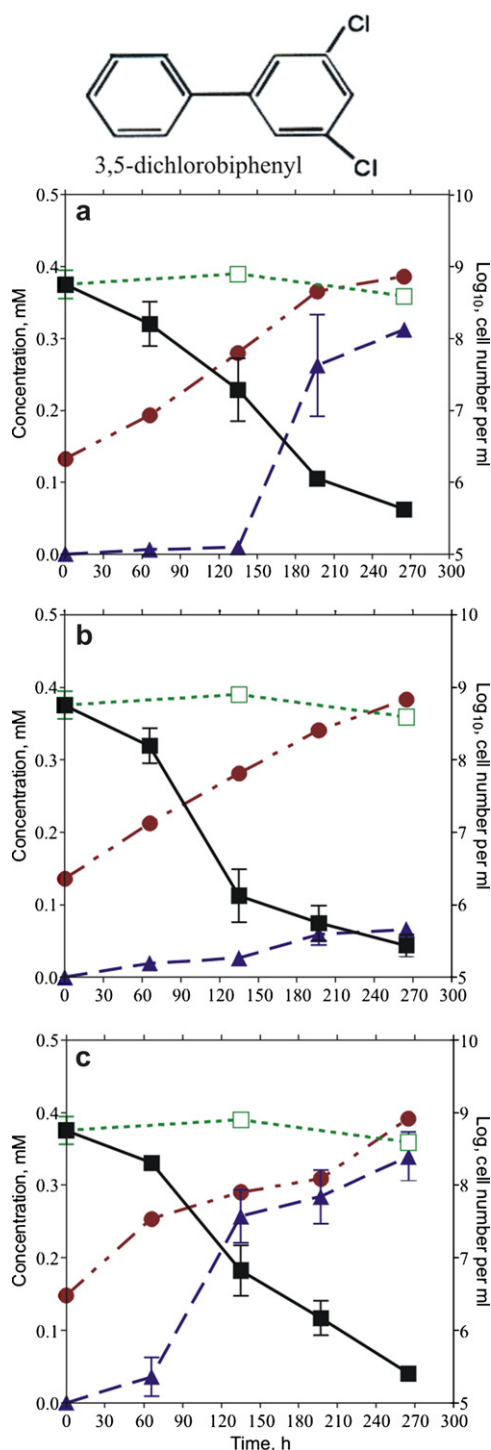 Cl
Cl
3,5-dichlorobiphenyl
a
0.5
0.4
0.3
0.2
0.1
0.0
Concentration, mM
10
9
8
7
6
5
Log10, cell number per ml
0 30 60 90 120 150 180 210 240 270 300
b
0.5
0.4
0.3
0.2
0.1
0.0
Concentration, mM
10
9
8
7
6
5
Log10, cell number per ml
0 30 60 90 120 150 180 210 240 270 300
c
0.5
0.4
0.3
0.2
0.1
0.0
Concentration, mM
10
9
8
7
6
5
Log, cell number per ml
0 30 60 90 120 150 180 210 240 270 300
Time, h